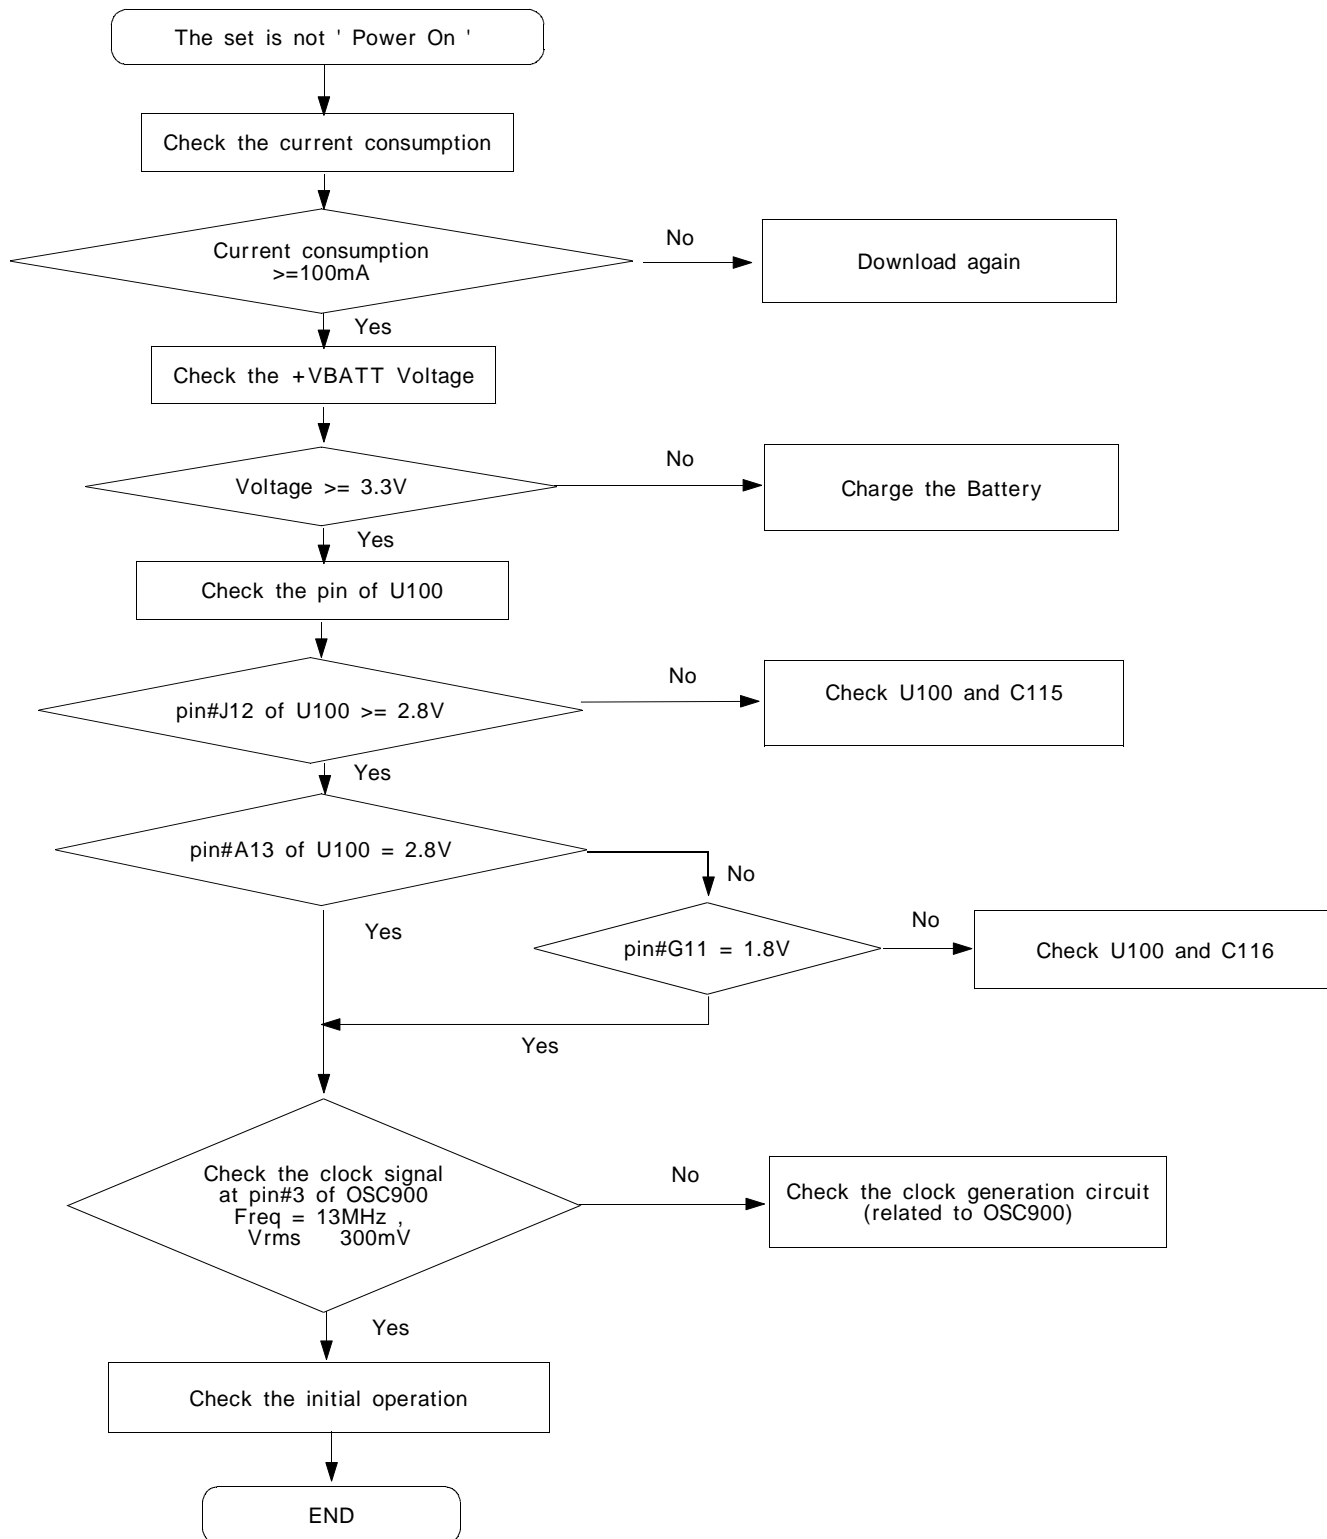 The set is not ' Power On '
Check the current consumption
Current consumption
>=100mA
No
Download again
Yes
Check the +VBATT Voltage
Voltage >= 3.3V
No
Charge the Battery
Yes
Check the pin of U100
pin#J12 of U100 >= 2.8V
No
Check U100 and C115
Yes
pin#A13 of U100 = 2.8V
No
Yes
pin#G11 = 1.8V
No
Check U100 and C116
Yes
Check the clock signal
at pin#3 of OSC900
Freq = 13MHz ,
Vrms 300mV
No
Check the clock generation circuit
(related to OSC900)
Yes
Check the initial operation
END